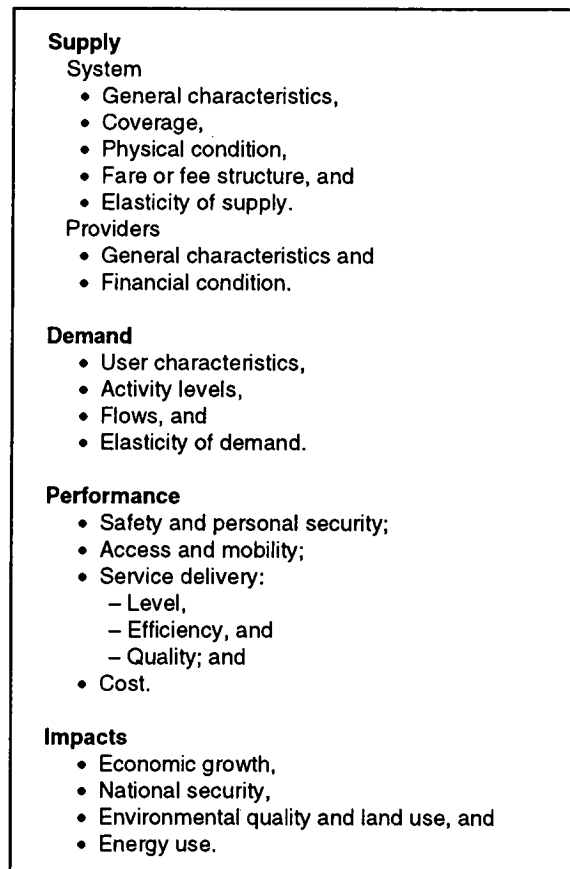 Supply
System
• General characteristics,
• Coverage,
• Physical condition,
• Fare or fee structure, and
• Elasticity of supply.
Providers
• General characteristics and
• Financial condition.
Demand
• User characteristics,
• Activity levels,
• Flows, and
• Elasticity of demand.
Performance
• Safety and personal security;
• Access and mobility;
• Service delivery:
– Level,
– Efficiency, and
– Quality; and
• Cost.
Impacts
• Economic growth,
• National security,
• Environmental quality and land use, and
• Energy use.